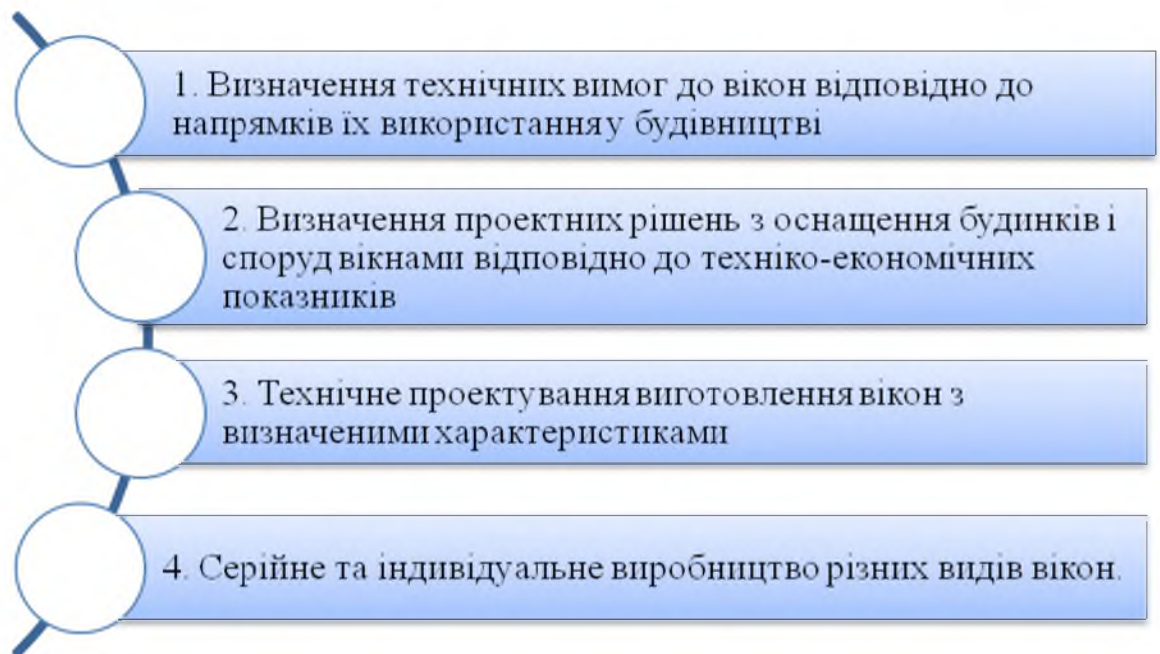 1. Визначення технічних вимог до вікон відповідно до
напрямків їх використання у будівництві
2. Визначення проектних рішень з оснащення будинків і
споруд вікнами відповідно до техніко-економічних
показників
3. Технічне проектування виготовлення вікон з
визначеними характеристиками
4. Серійне та індивідуальне виробництво різних видів вікон.